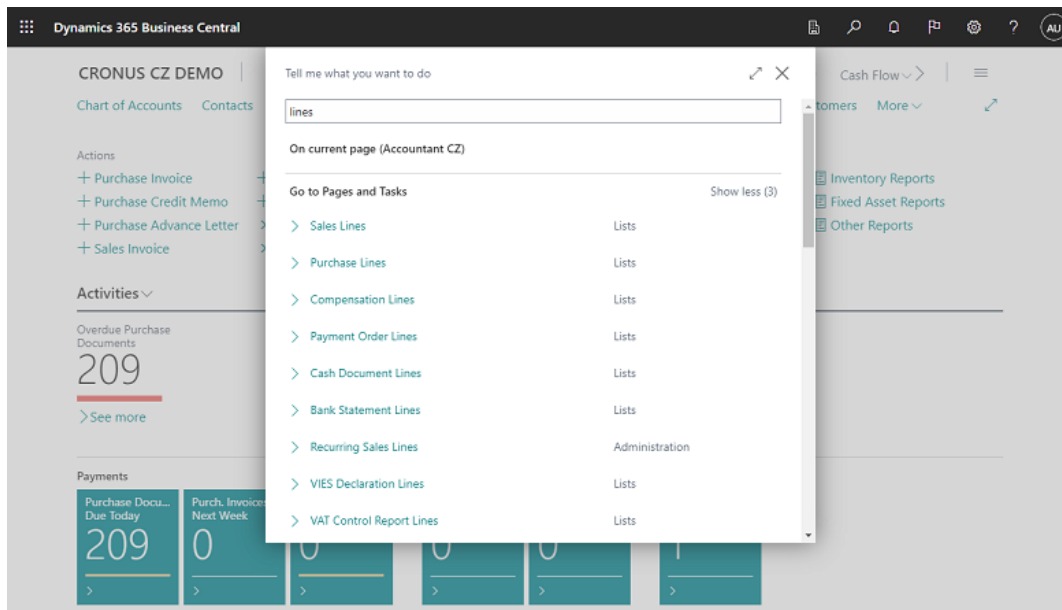 Dynamics 365 Business Central
AU
CRONUS CZ DEMO
Cash Flow
Chart of Accounts Contacts
More
Tell me what you want to do
lines
On current page (Accountant CZ)
Go to Pages and Tasks Show less (3)
Sales Lines Lists
Purchase Lines Lists
Compensation Lines Lists
Payment Order Lines Lists
Cash Document Lines Lists
Bank Statement Lines Lists
Recurring Sales Lines Administration
VIES Declaration Lines Lists
VAT Control Report Lines Lists
Actions
+ Purchase Invoice
+ Purchase Credit Memo
+ Purchase Advance Letter
+ Sales Invoice
Inventory Reports
Fixed Asset Reports
Other Reports
Activities
Overdue Purchase
Documents
209
See more
Payments
Purchase Docu...
Due Today
209
Purch. Invoices
Next Week
0
0
0
0